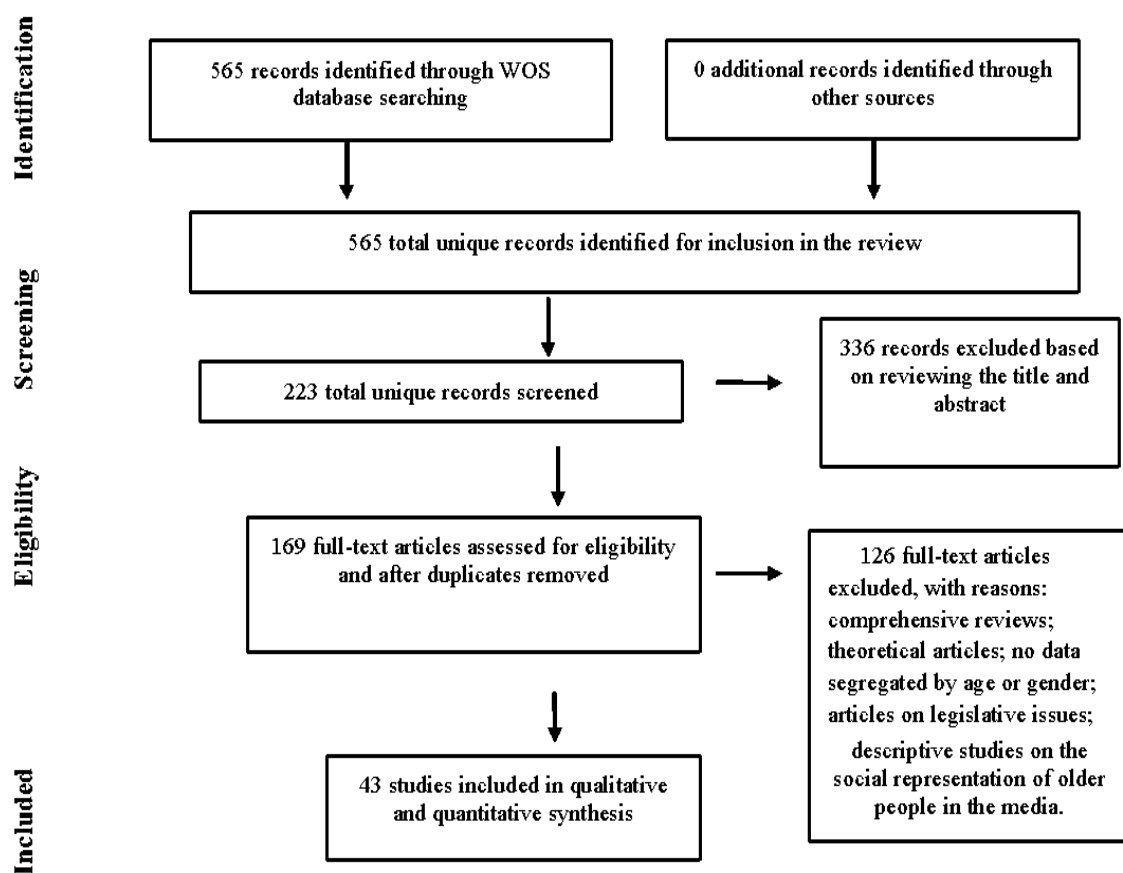 Identification
565 records identified through WOS
database searching
0 additional records identified through
other sources
565 total unique records identified for inclusion in the review
Screening
223 total unique records screened
336 records excluded based
on reviewing the title and
abstract
Eligibility
169 full-text articles assessed for eligibility
and after duplicates removed
126 full-text articles
excluded, with reasons:
comprehensive reviews;
theoretical articles; no data
segregated by age or gender;
articles on legislative issues;
descriptive studies on the
social representation of older
people in the media.
Included
43 studies included in qualitative
and quantitative synthesis